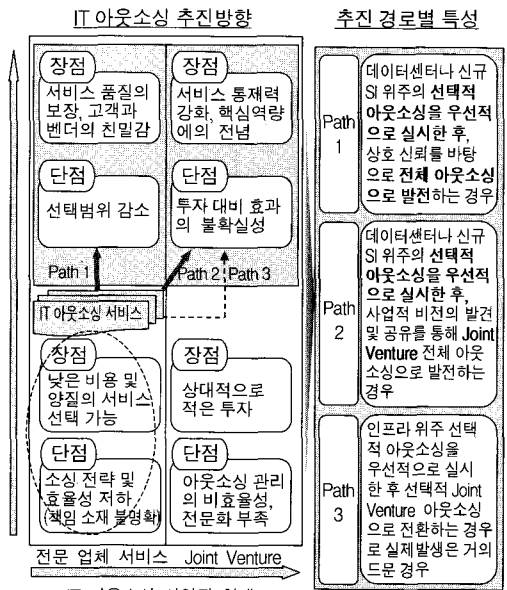 IT 아웃소싱 추진방향
장점
서비스 품질의
보장, 고객과
벤더의 친밀감
장점
서비스 통제력
강화, 핵심역량
에의 전념
단점
선택범위 감소
단점
투자 대비 효과
의 불확실성
Path 1
Path 2
Path 3
IT 아웃소싱 서비스
장점
낮은 비용 및
양질의 서비스
선택 가능
장점
상대적으로
적은 투자
단점
소싱 전략 및
효율성 저하
(책임 소재 불명확)
단점
아웃소싱 관리
의 비효율성,
전문화 부족
전문 업체 서비스
Joint Venture
추진 경로별 특성
Path
1
데이터센터나 신규
SI 위주의 선택적
아웃소싱을 우선적
으로 실시한 후,
상호 신뢰를 바탕
으로 전체 아웃소싱
으로 발전하는 경우
Path
2
데이터센터나 신규
SI 위주의 선택적
아웃소싱을 우선적
으로 실시한 후,
사업적 비전의 발견
및 공유를 통해 Joint
Venture 전체 아웃
소싱으로 발전하는
경우
Path
3
인프라 위주 선택
적 아웃소싱을
우선적으로 실시
한 후 선택적 Joint
Venture 아웃소싱
으로 전환하는 경우
로 실제발생은 거의
드문 경우